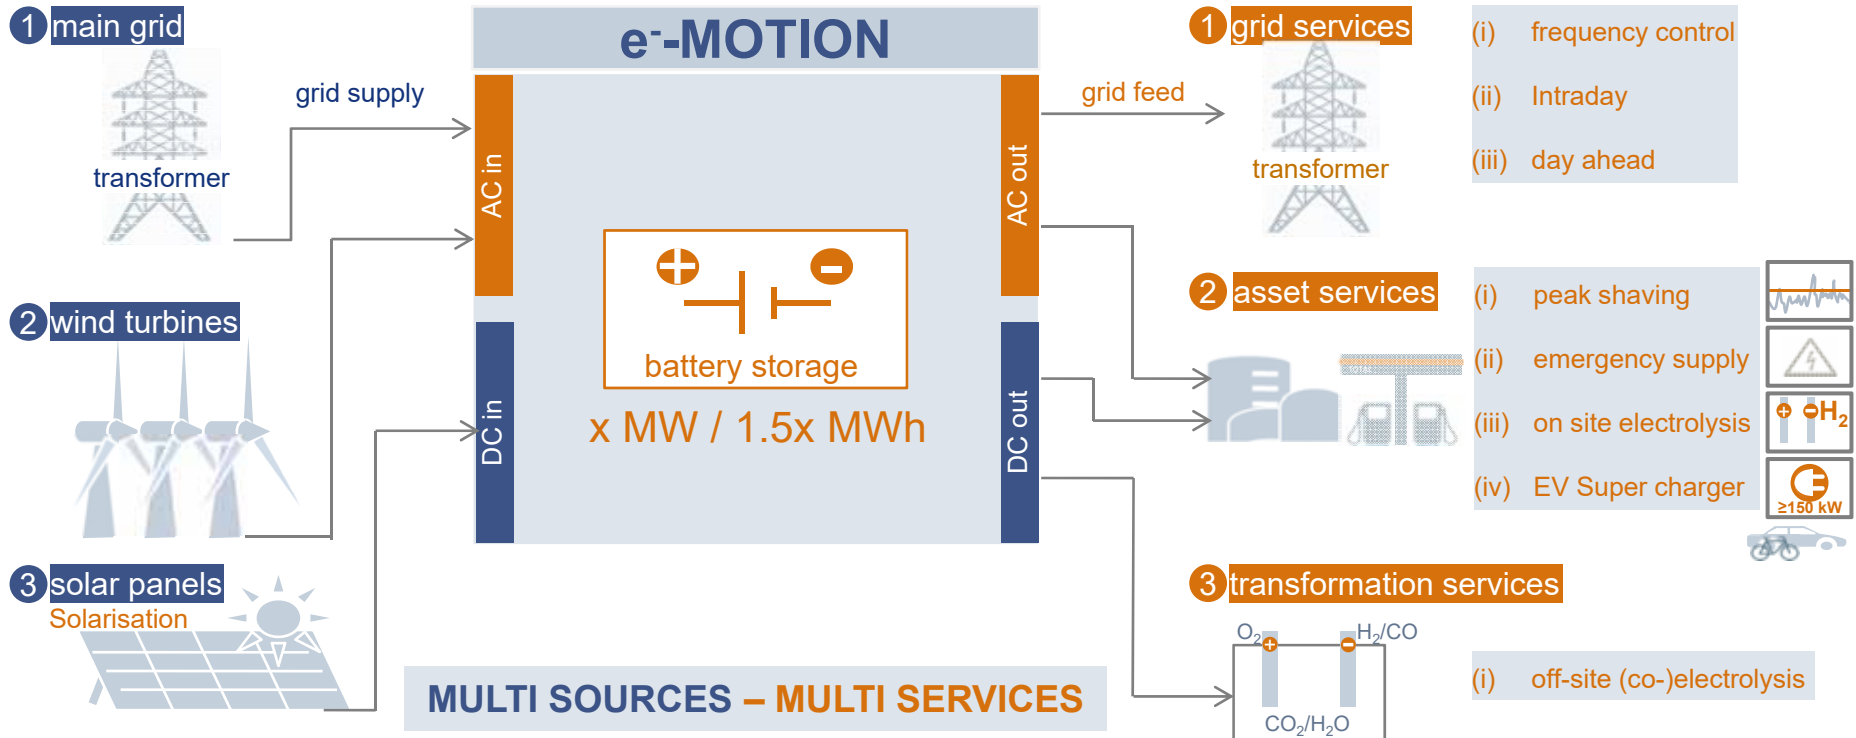 1 main grid
grid supply
transformer
2 wind turbines
3 solar panels
Solarisation
e⁻-MOTION
AC in
DC in
+ -
battery storage
x MW / 1.5x MWh
AC out
DC out
MULTI SOURCES – MULTI SERVICES
grid feed
1 grid services
transformer
(i) frequency control
(ii) Intraday
(iii) day ahead
2 asset services
(i) peak shaving
(ii) emergency supply
(iii) on site electrolysis
+ - H₂
(iv) EV Super charger
≥150 kW
3 transformation services
O₂ + - H₂/CO
CO₂/H₂O
(i) off-site (co-)electrolysis